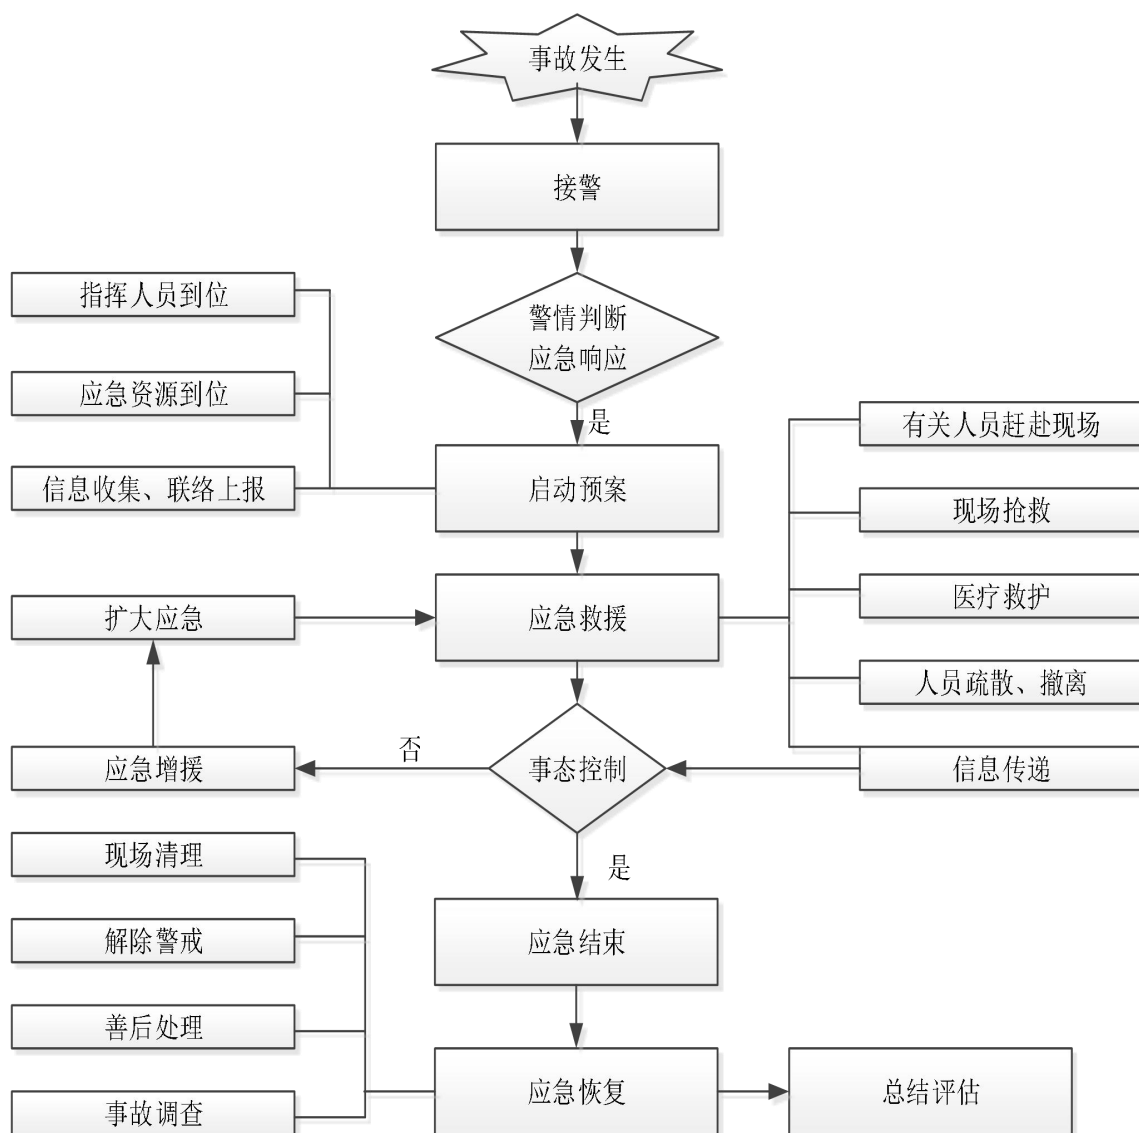 事故发生
接警
警情判断
应急响应
是
指挥人员到位
应急资源到位
信息收集、联络上报
启动预案
有关人员赶赴现场
现场抢救
医疗救护
人员疏散、撤离
信息传递
扩大应急
应急救援
应急增援
否
事态控制
是
现场清理
解除警戒
善后处理
事故调查
应急结束
应急恢复
总结评估